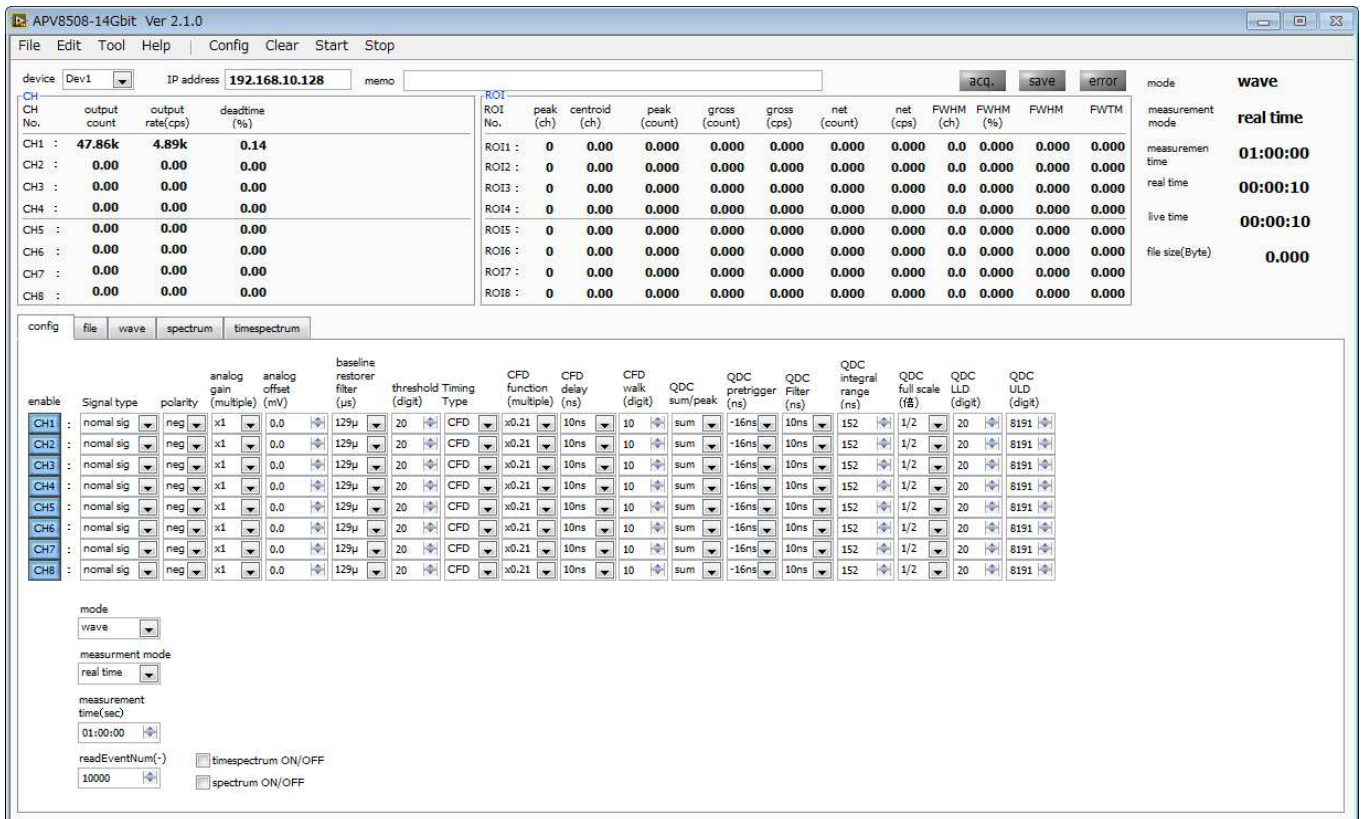 APV8508-14Gbit Ver 2.1.0
File Edit Tool Help | Config Clear Start Stop
device Dev1 IP address 192.168.10.128 memo acq. save error
CH
CH No. output count output rate(cps) deadtime (%)
CH1 : 47.86k 4.89k 0.14
CH2 : 0.00 0.00 0.00
CH3 : 0.00 0.00 0.00
CH4 : 0.00 0.00 0.00
CH5 : 0.00 0.00 0.00
CH6 : 0.00 0.00 0.00
CH7 : 0.00 0.00 0.00
CH8 : 0.00 0.00 0.00
ROI
ROI No. peak (ch) centroid (ch) peak (count) gross (count) gross (cps) net (count) net (cps) FWHM (ch) FWHM (%) FWHM FWTM
ROI1 : 0 0.00 0.000 0.000 0.000 0.000 0.000 0.0 0.000 0.000 0.000
ROI2 : 0 0.00 0.000 0.000 0.000 0.000 0.000 0.0 0.000 0.000 0.000
ROI3 : 0 0.00 0.000 0.000 0.000 0.000 0.000 0.0 0.000 0.000 0.000
ROI4 : 0 0.00 0.000 0.000 0.000 0.000 0.000 0.0 0.000 0.000 0.000
ROI5 : 0 0.00 0.000 0.000 0.000 0.000 0.000 0.0 0.000 0.000 0.000
ROI6 : 0 0.00 0.000 0.000 0.000 0.000 0.000 0.0 0.000 0.000 0.000
ROI7 : 0 0.00 0.000 0.000 0.000 0.000 0.000 0.0 0.000 0.000 0.000
ROI8 : 0 0.00 0.000 0.000 0.000 0.000 0.000 0.0 0.000 0.000 0.000
mode wave
measurement mode real time
measuremen time 01:00:00
real time 00:00:10
live time 00:00:10
file size(Byte) 0.000
config file wave spectrum timespectrum
enable Signal type polarity analog gain (multiple) analog offset (mV) baseline restorer filter (μs) threshold (digit) Timing Type CFD function (multiple) CFD delay (ns) CFD walk (digit) QDC sum/peak QDC pretrigger (ns) QDC Filter (ns) QDC integral range (ns) QDC full scale (倍) QDC LLD (digit) QDC ULD (digit)
CH1 : nomal sig neg x1 0.0 129μ 20 CFD x0.21 10ns 10 sum -16ns 10ns 152 1/2 20 8191
CH2 : nomal sig neg x1 0.0 129μ 20 CFD x0.21 10ns 10 sum -16ns 10ns 152 1/2 20 8191
CH3 : nomal sig neg x1 0.0 129μ 20 CFD x0.21 10ns 10 sum -16ns 10ns 152 1/2 20 8191
CH4 : nomal sig neg x1 0.0 129μ 20 CFD x0.21 10ns 10 sum -16ns 10ns 152 1/2 20 8191
CH5 : nomal sig neg x1 0.0 129μ 20 CFD x0.21 10ns 10 sum -16ns 10ns 152 1/2 20 8191
CH6 : nomal sig neg x1 0.0 129μ 20 CFD x0.21 10ns 10 sum -16ns 10ns 152 1/2 20 8191
CH7 : nomal sig neg x1 0.0 129μ 20 CFD x0.21 10ns 10 sum -16ns 10ns 152 1/2 20 8191
CH8 : nomal sig neg x1 0.0 129μ 20 CFD x0.21 10ns 10 sum -16ns 10ns 152 1/2 20 8191
mode
wave
measurment mode
real time
measurement
time(sec)
01:00:00
readEventNum(-)
10000
timespectrum ON/OFF
spectrum ON/OFF